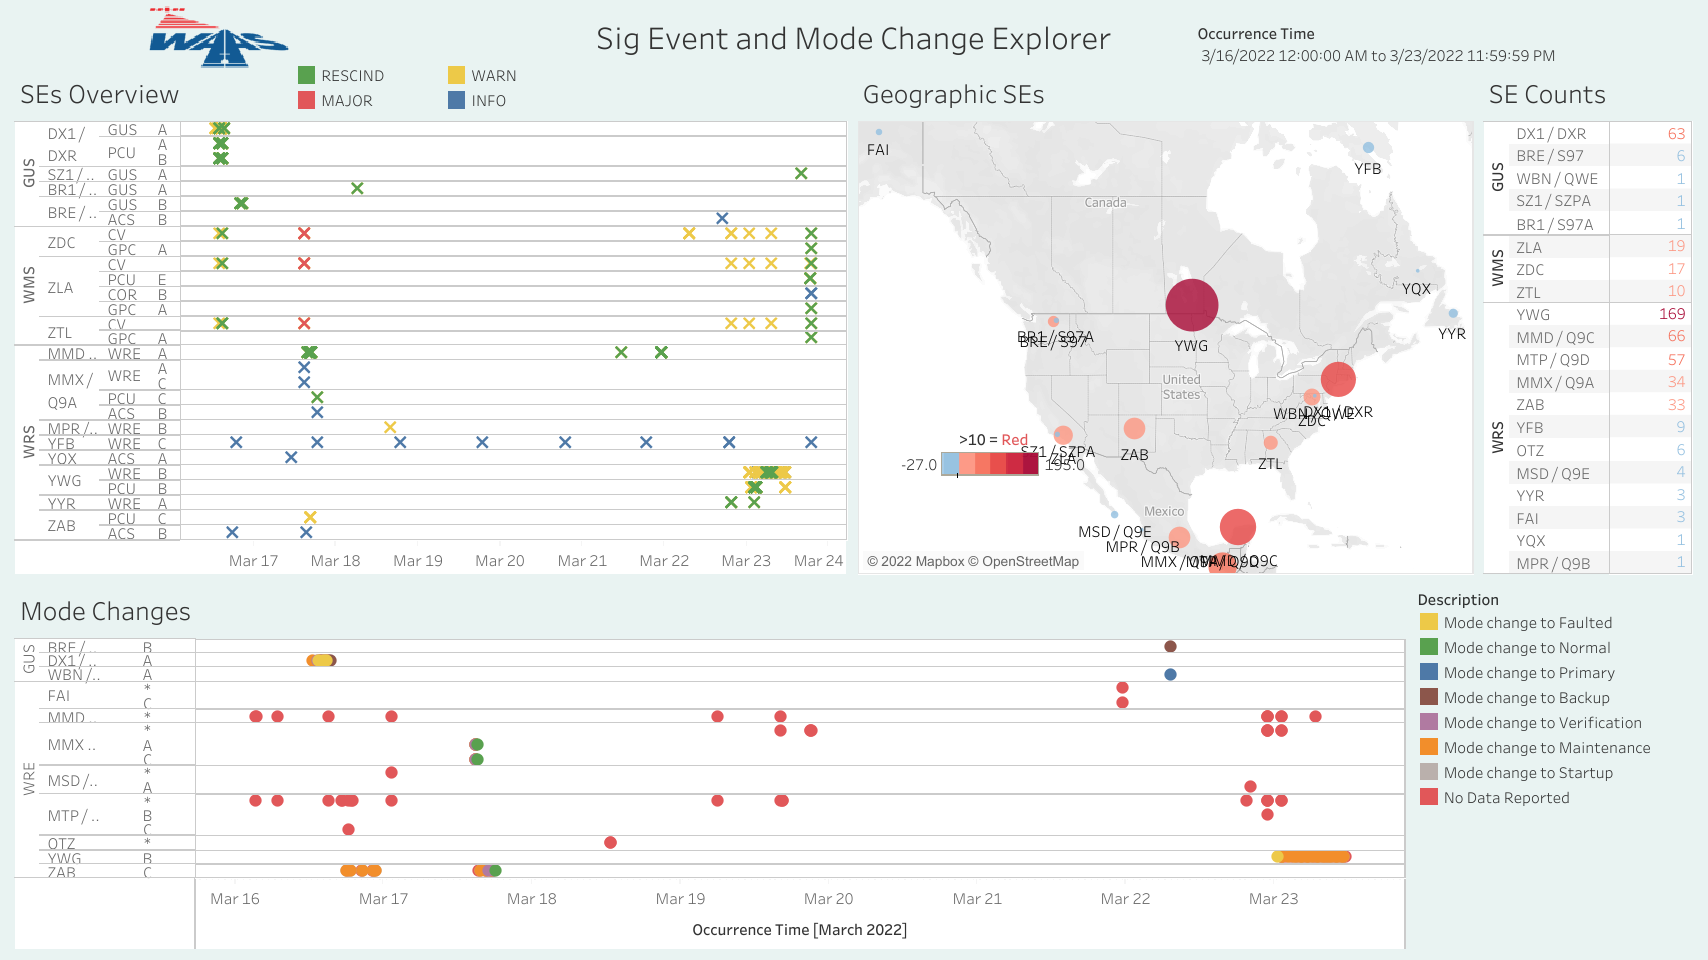 WAAS
Sig Event and Mode Change Explorer
Occurrence Time
3/16/2022 12:00:00 AM to 3/23/2022 11:59:59 PM
RESCIND
WARN
MAJOR
INFO
SEs Overview
GUS
DX1 /
DXR
GUS A
PCU A
B
SZ1 / .. GUS A
BR1 / .. GUS A
BRE / .. GUS B
ACS B
WMS
ZDC CV
GPC A
ZLA CV
PCU E
COR B
GPC A
ZTL CV
GPC A
WRS
MMD .. WRE A
MMX /
Q9A
WRE A
C
PCU C
ACS B
MPR / .. WRE B
YFB WRE C
YQX ACS A
YWG WRE B
PCU B
YYR WRE A
ZAB PCU C
ACS B
Mar 17 Mar 18 Mar 19 Mar 20 Mar 21 Mar 22 Mar 23 Mar 24
Geographic SEs
FAI
YFB
Canada
YQX
YYR
YWG
BR1 / S97A
BRE / S97
United
States
DX1 / DXR
WBN / QWE
ZDC
>10 = Red
-27.0
195.0
SZ1 / SZPA
ZLA
ZAB
ZTL
Mexico
MSD / Q9E
MPR / Q9B
MMX / Q9A
MTP / Q9D
MMD / Q9C
© 2022 Mapbox © OpenStreetMap
SE Counts
GUS
DX1 / DXR 63
BRE / S97 6
WBN / QWE 1
SZ1 / SZPA 1
BR1 / S97A 1
WMS
ZLA 19
ZDC 17
ZTL 10
WRS
YWG 169
MMD / Q9C 66
MTP / Q9D 57
MMX / Q9A 34
ZAB 33
YFB 9
OTZ 6
MSD / Q9E 4
YYR 3
FAI 3
YQX 1
MPR / Q9B 1
Mode Changes
GUS
BRE / .. B
DX1 / .. A
WBN / .. A
WRE
FAI *
C
MMD .. *
MMX .. *
A
C
MSD / .. *
A
MTP / .. *
B
C
OTZ *
YWG B
ZAB C
Mar 16 Mar 17 Mar 18 Mar 19 Mar 20 Mar 21 Mar 22 Mar 23
Occurrence Time [March 2022]
Description
Mode change to Faulted
Mode change to Normal
Mode change to Primary
Mode change to Backup
Mode change to Verification
Mode change to Maintenance
Mode change to Startup
No Data Reported